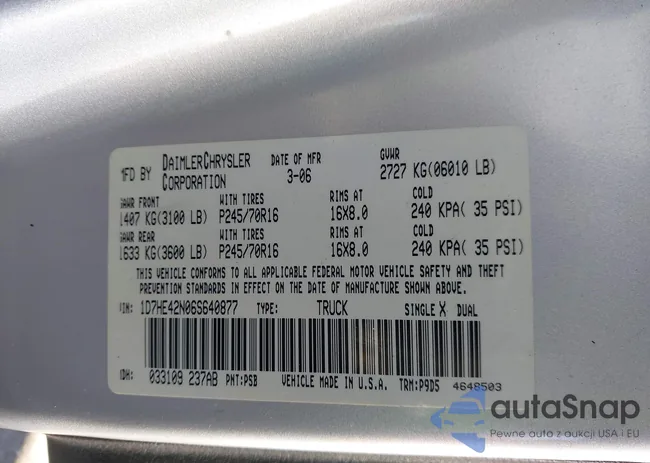 MFD BY DAIMLERCHRYSLER CORPORATION DATE OF MFR 3-06 GVWR 2727 KG(06010 LB)
GAWR FRONT WITH TIRES RIMS AT COLD
1407 KG(3100 LB) P245/70R16 16X8.0 240 KPA( 35 PSI)
GAWR REAR WITH TIRES RIMS AT COLD
1633 KG(3600 LB) P245/70R16 16X8.0 240 KPA( 35 PSI)
THIS VEHICLE CONFORMS TO ALL APPLICABLE FEDERAL MOTOR VEHICLE SAFETY AND THEFT
PREVENTION STANDARDS IN EFFECT ON THE DATE OF MANUFACTURE SHOWN ABOVE.
VIN: 1D7HE42N06S640877 TYPE: TRUCK SINGLE X DUAL
MDH: 033109 237AB PNT:PSB VEHICLE MADE IN U.S.A. TRM:P9D5 4648503
autaSnap
Pewne auto z aukcji USA i EU